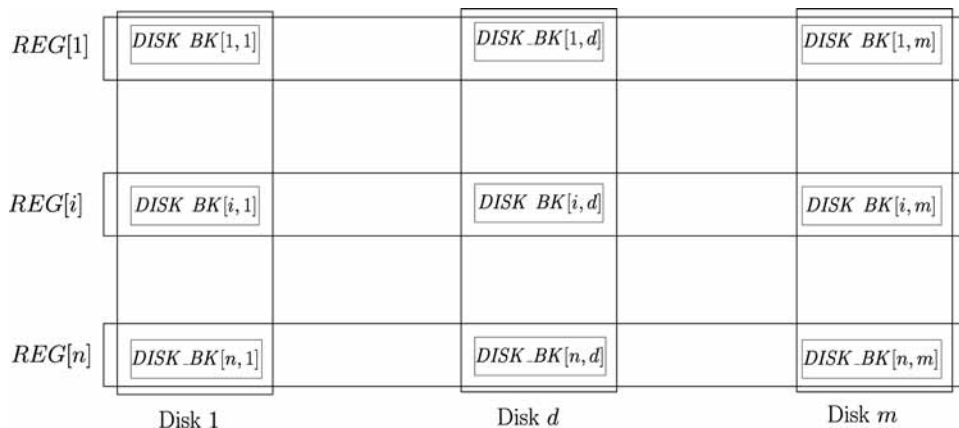 REG[1] DISK BK[1, 1] DISK_BK[1, d] DISK BK[1, m]
REG[i] DISK BK[i, 1] DISK BK[i, d] DISK BK[i, m]
REG[n] DISK_BK[n, 1] DISK_BK[n, d] DISK_BK[n, m]
Disk 1 Disk d Disk m